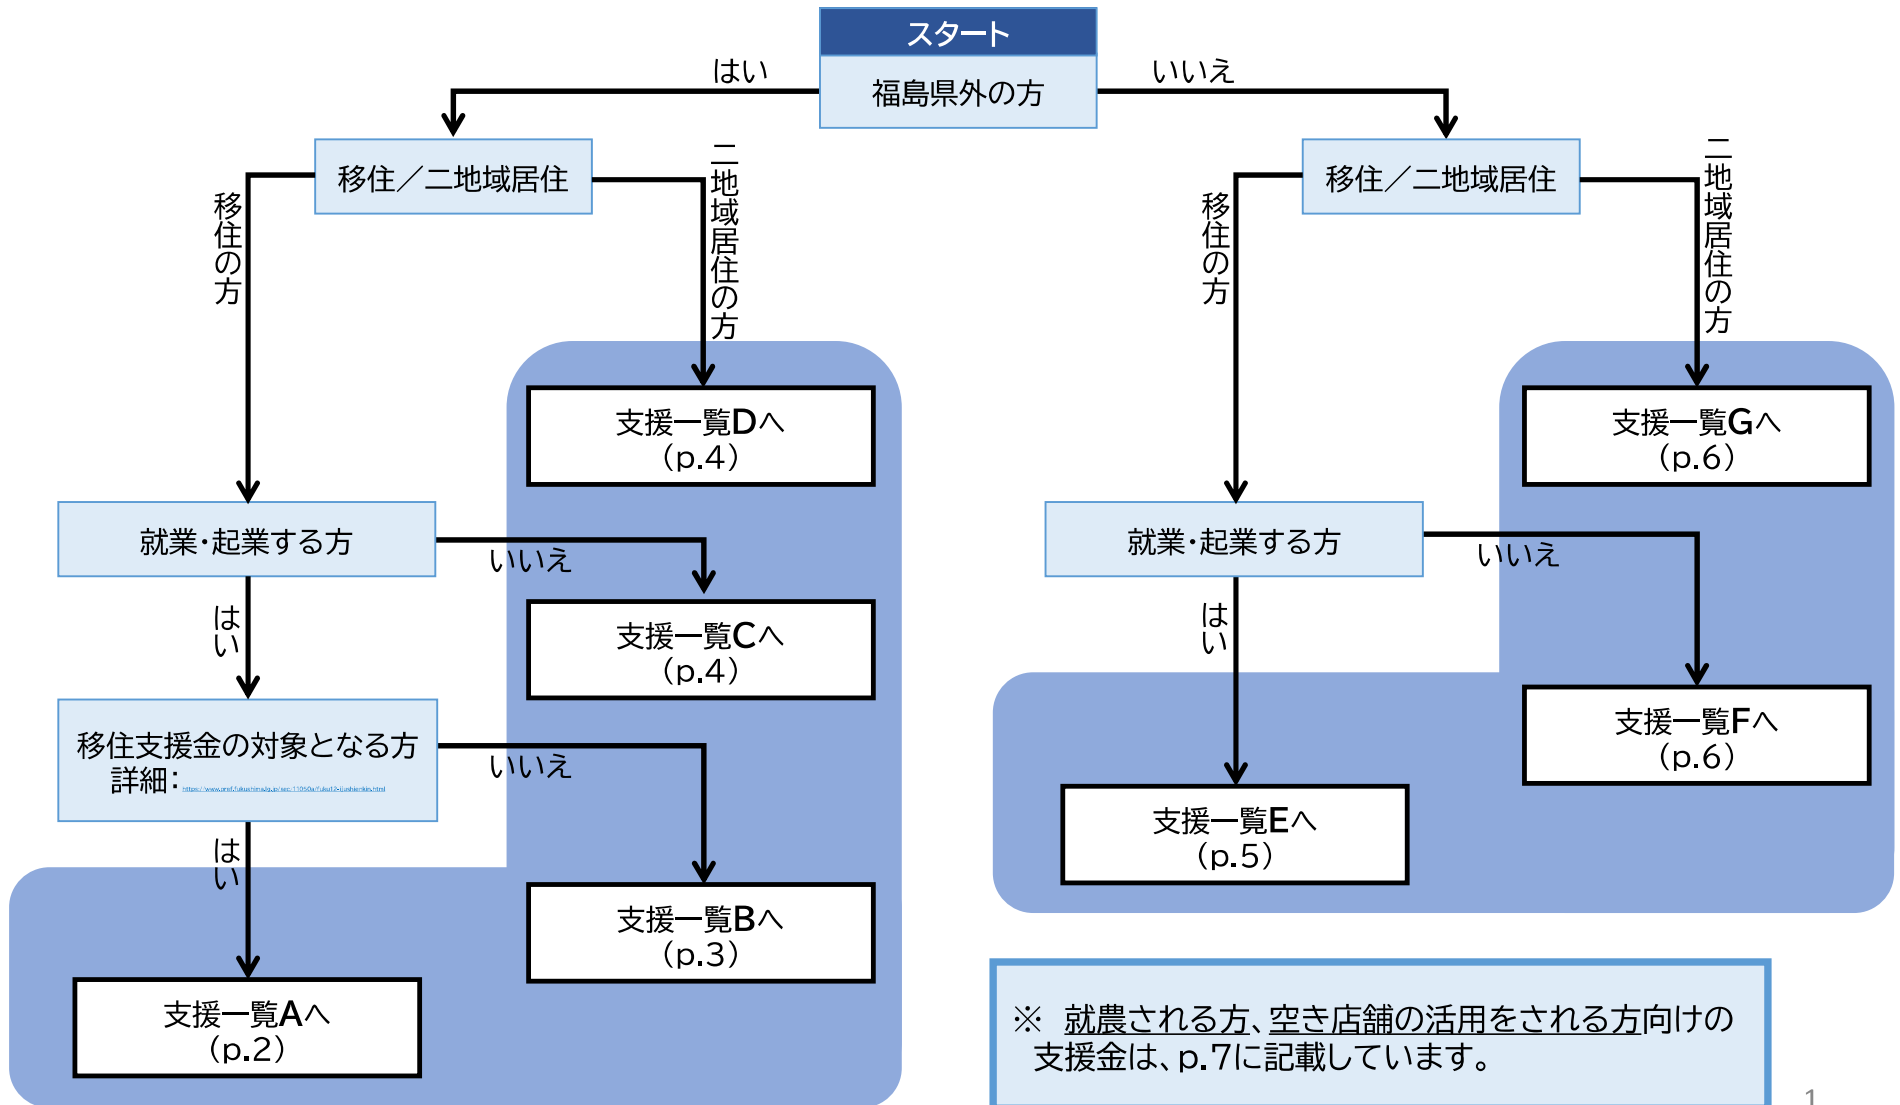 スタート
福島県外の方
はい
いいえ
移住／二地域居住
移住の方
二地域居住の方
支援一覧Dへ
（p.4）
就業・起業する方
いいえ
はい
支援一覧Cへ
（p.4）
移住支援金の対象となる方
詳細：
いいえ
はい
支援一覧Bへ
（p.3）
支援一覧Aへ
（p.2）
移住／二地域居住
移住の方
二地域居住の方
支援一覧Gへ
（p.6）
就業・起業する方
いいえ
はい
支援一覧Fへ
（p.6）
支援一覧Eへ
（p.5）
※　就農される方、空き店舗の活用をされる方向けの
支援金は、p.7に記載しています。
1